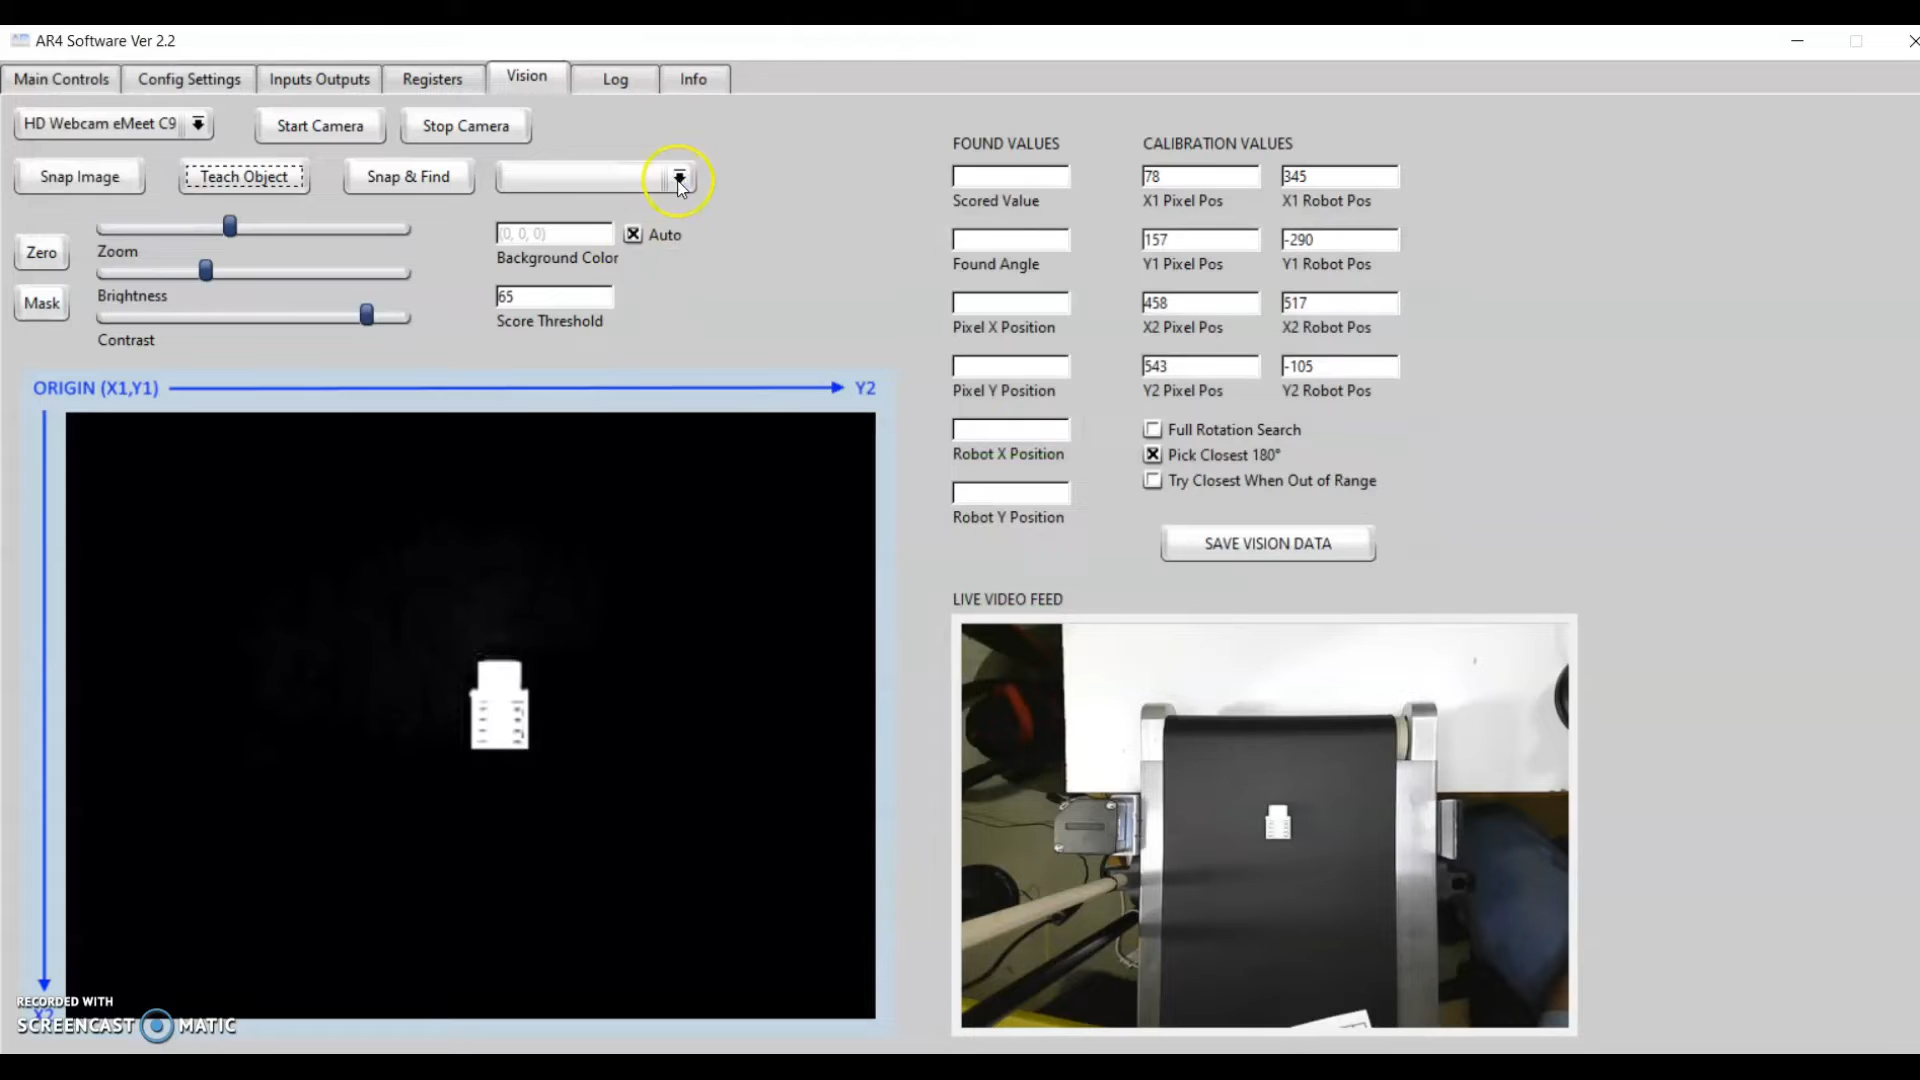 AR4 Software Ver 2.2
Main Controls
Config Settings
Inputs Outputs
Registers
Vision
Log
Info
HD Webcam eMeet C9
Start Camera
Stop Camera
Snap Image
Teach Object
Snap & Find
Zero
Zoom
Mask
Brightness
Contrast
(0, 0, 0)
Auto
Background Color
65
Score Threshold
FOUND VALUES
Scored Value
Found Angle
Pixel X Position
Pixel Y Position
Robot X Position
Robot Y Position
CALIBRATION VALUES
78
345
X1 Pixel Pos
X1 Robot Pos
157
-290
Y1 Pixel Pos
Y1 Robot Pos
458
517
X2 Pixel Pos
X2 Robot Pos
543
-105
Y2 Pixel Pos
Y2 Robot Pos
Full Rotation Search
Pick Closest 180°
Try Closest When Out of Range
SAVE VISION DATA
ORIGIN (X1,Y1)
Y2
X2
LIVE VIDEO FEED
RECORDED WITH
SCREENCAST MATIC